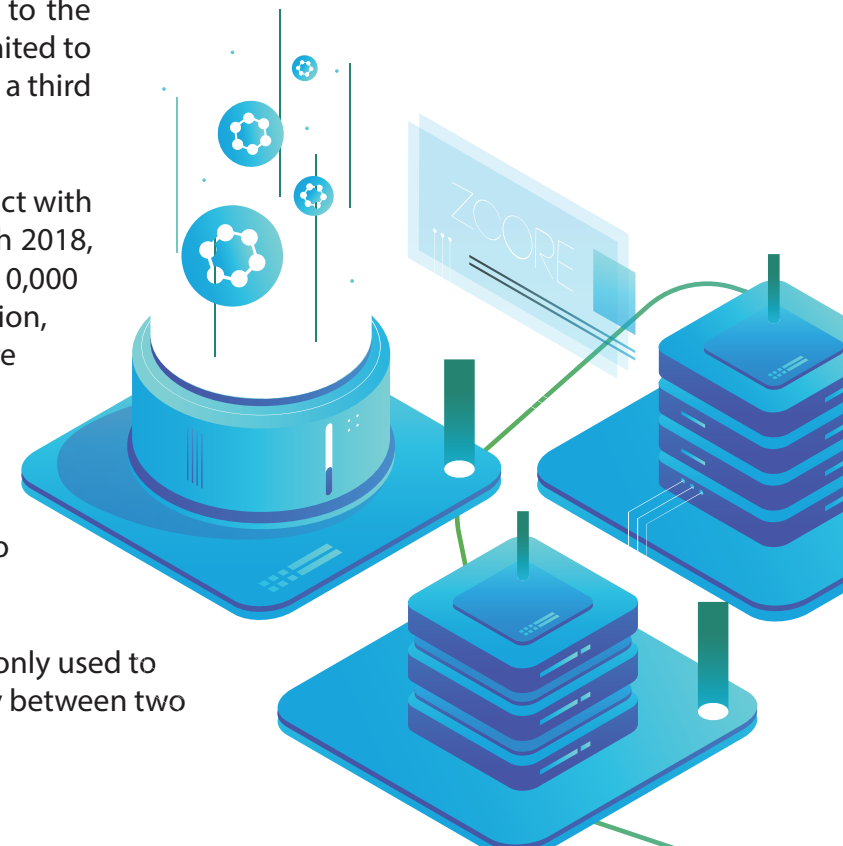 to the
nited to
a third
ct with
h 2018,
0,000
ion,
e
o
only used to
between two
ZCORE